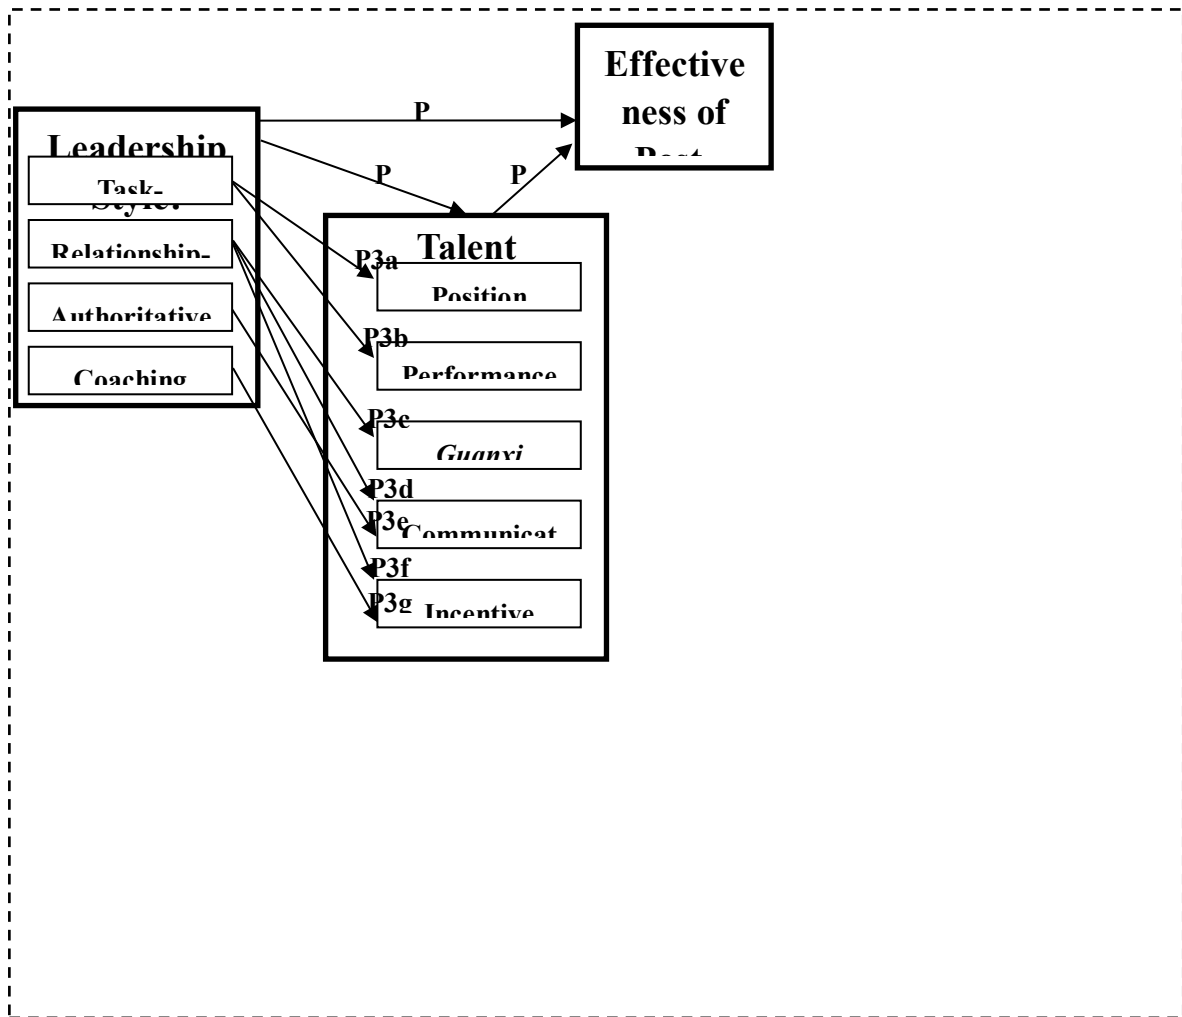 Effective
ness of
Post-
P
Leadership
Style:
Task-
Relationship-
Authoritative
Coaching
P
P
Talent
P3a
Position
P3b
Performance
P3c
Guanxi
P3d
P3e
Communicat
P3f
P3g
Incentive